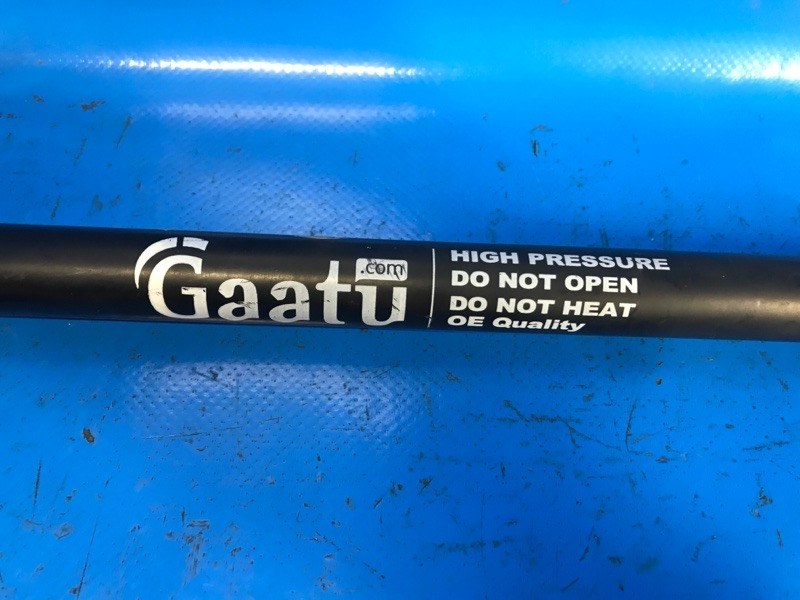 Gaatu.com
HIGH PRESSURE
DO NOT OPEN
DO NOT HEAT
OE Quality